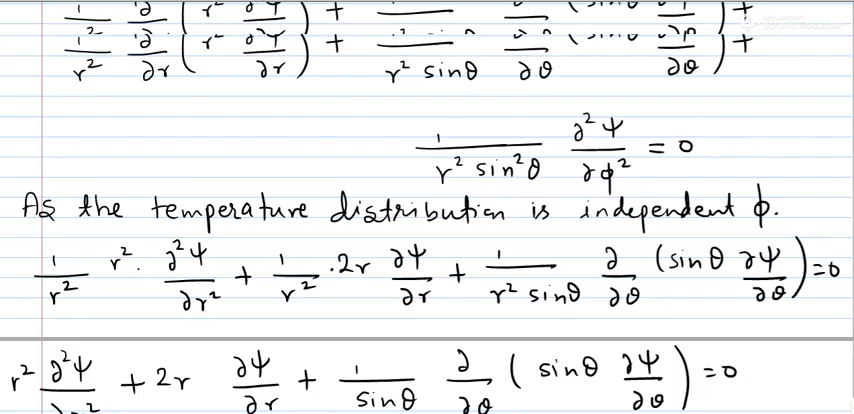 1/r² ∂/∂r ( r² ∂Ψ/∂r ) + 1/(r² sinθ) ∂/∂θ ( sinθ ∂Ψ/∂θ ) +
1/(r² sin²θ) ∂²Ψ/∂φ² = 0
As the temperature distribution is independent φ.
1/r² r² · ∂²Ψ/∂r² + 1/r² · 2r ∂Ψ/∂r + 1/(r² sinθ) ∂/∂θ (sinθ ∂Ψ/∂θ) = 0
r² ∂²Ψ/∂r² + 2r ∂Ψ/∂r + 1/sinθ ∂/∂θ ( sinθ ∂Ψ/∂θ ) = 0